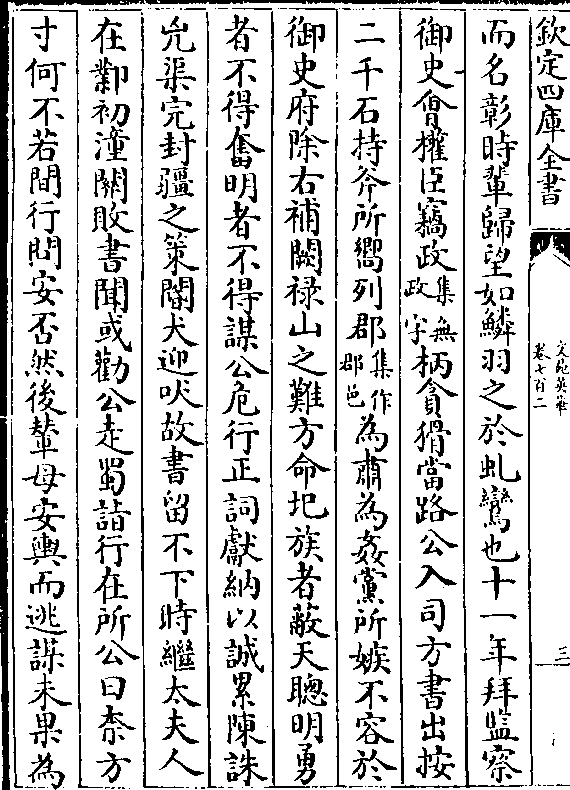 欽定四庫全書
文苑英華
卷七百二
三
而名彰時輩歸望如鱗羽之於虬鸞也十一年拜監察
御史會權臣竊政集無政字柄貪猾當路公入司方書出按
二千石持斧所嚮列郡集作郡邑為肅為姦黨所嫉不容於
御史府除右補闕禄山之難方命圮族者蔽天聰明勇
者不得奮明者不得謀公危行正詞獻納以誠累陳誅
兇渠完封疆之策閽犬迎吠故書留不下時繼太夫人
在鄴初潼關敗書聞或勸公走蜀詣行在所公曰柰方
寸何不若間行問安否然後輦母安輿而逃謀未果為